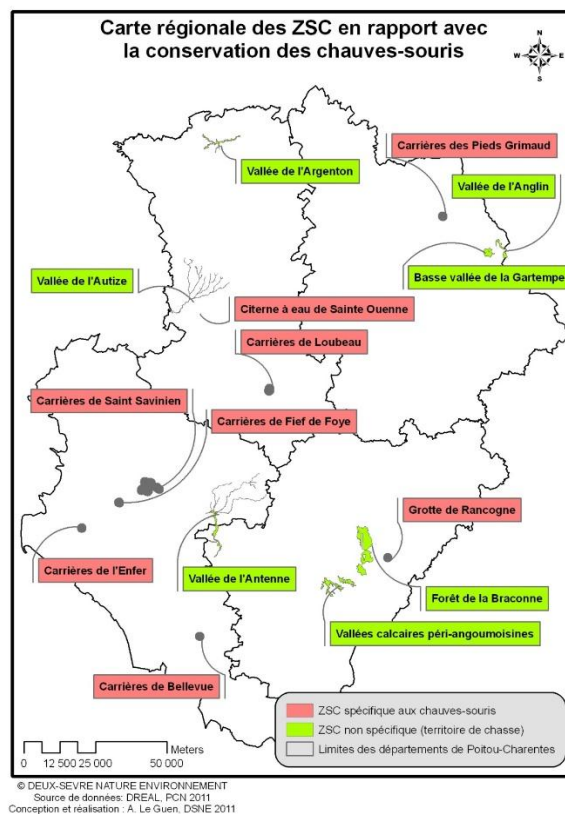 Carte régionale des ZSC en rapport avec
la conservation des chauves-souris
N
W E
S
Carrières des Pieds Grimaud
Vallée de l'Argenton
Vallée de l'Anglin
Vallée de l'Autize
Basse vallée de la Gartempe
Citerne à eau de Sainte Ouenne
Carrières de Loubeau
Carrières de Saint Savinien
Carrières de Fief de Foye
Grotte de Rancogne
Carrières de l'Enfer
Vallée de l'Antenne
Forêt de la Braconne
Vallées calcaires péri-angoumoisines
Carrières de Bellevue
ZSC spécifique aux chauves-souris
ZSC non spécifique (territoire de chasse)
Limites des départements de Poitou-Charentes
Meters
0 12 500 25 000 50 000
© DEUX-SEVRE NATURE ENVIRONNEMENT
Source de données: DREAL, PCN 2011
Conception et réalisation : A. Le Guen, DSNE 2011